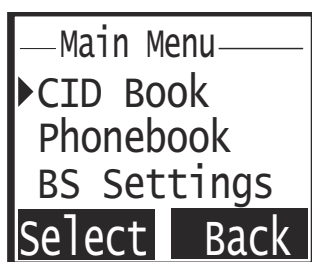 Main Menu
CID Book
Phonebook
BS Settings
Select Back